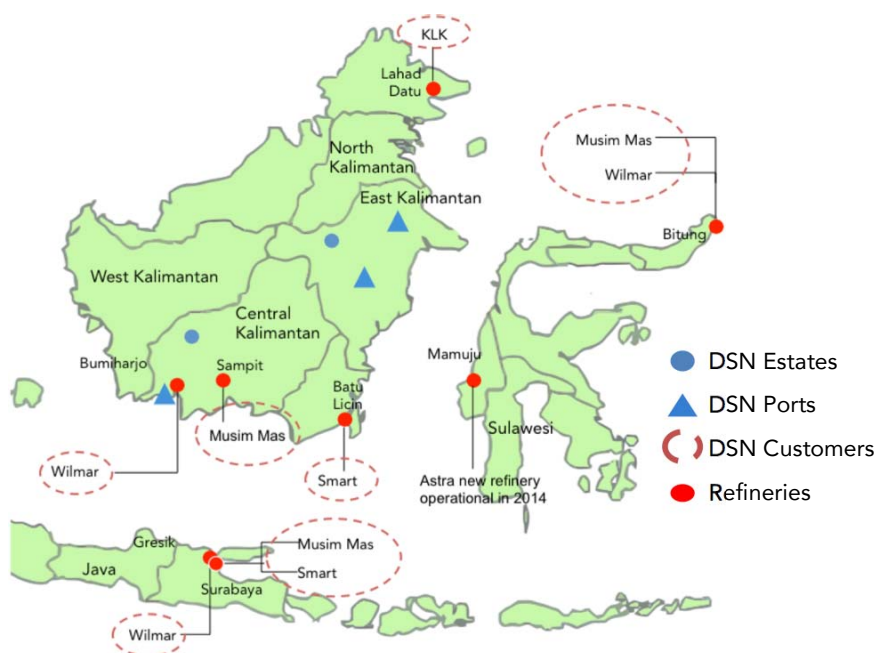 KLK
Lahad
Datu
North
Kalimantan
East Kalimantan
Musim Mas
Wilmar
Bitung
West Kalimantan
Central
Kalimantan
Bumiharjo
Sampit
Batu
Licin
Mamuju
Sulawesi
Musim Mas
Wilmar
Smart
Astra new refinery
operational in 2014
DSN Estates
DSN Ports
DSN Customers
Refineries
Gresik
Java
Surabaya
Musim Mas
Smart
Wilmar